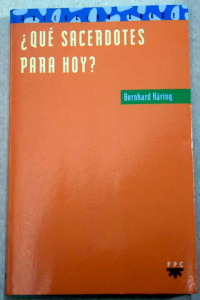 ¿QUÉ SACERDOTES
PARA HOY?
Bernhard Häring
PPC